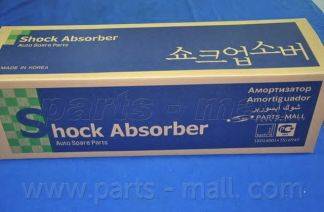 Shock Absorber
Auto Spare Parts
MADE IN KOREA
쇼크업소버
Shock Absorber
Auto Spare Parts
Амортизатор
Amortiguador
PARTS-MALL
www.parts-mall.com